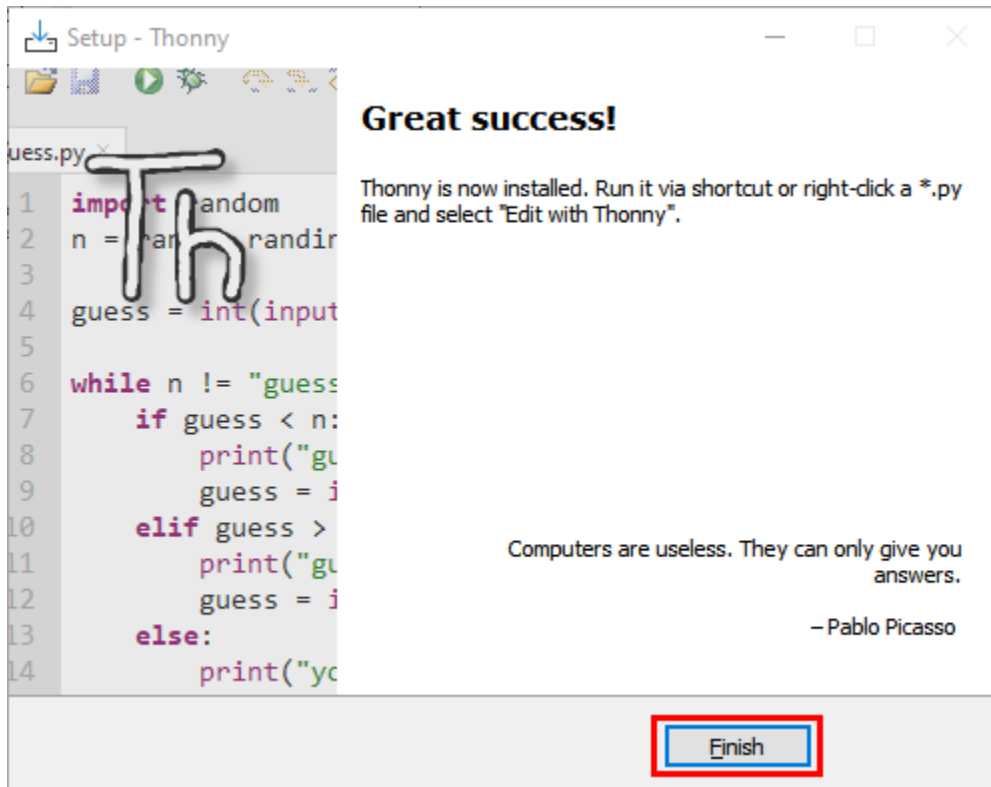 Setup - Thonny
uess.py
Th
1 import random
2 n = ran randin
3
4 guess = int(input
5
6 while n != "guess
7 if guess < n:
8 print("gu
9 guess = i
10 elif guess >
11 print("gu
12 guess = i
13 else:
14 print("yo
Great success!
Thonny is now installed. Run it via shortcut or right-click a *.py
file and select "Edit with Thonny".
Computers are useless. They can only give you
answers.
– Pablo Picasso
Finish